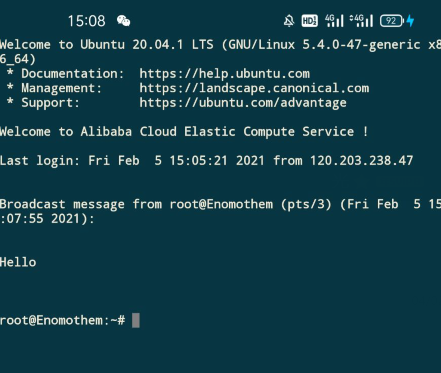 15:08 HD 4G 4G 92
Welcome to Ubuntu 20.04.1 LTS (GNU/Linux 5.4.0-47-generic x8
6_64)
* Documentation: https://help.ubuntu.com
* Management: https://landscape.canonical.com
* Support: https://ubuntu.com/advantage
Welcome to Alibaba Cloud Elastic Compute Service !
Last login: Fri Feb 5 15:05:21 2021 from 120.203.238.47
Broadcast message from root@Enomothem (pts/3) (Fri Feb 5 15
:07:55 2021):
Hello
root@Enomothem:~#